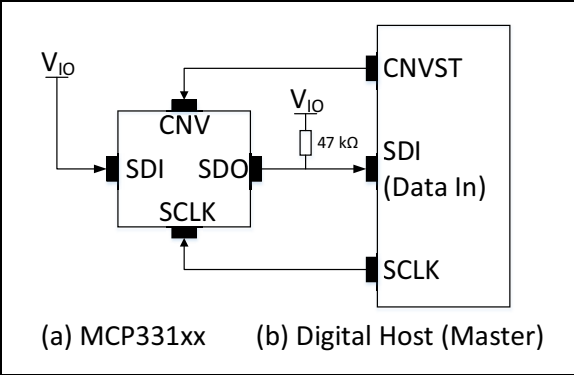 V_IO
CNVST
V_IO
47 kΩ
CNV
SDI
SDO
SDI
(Data In)
SCLK
SCLK
(a) MCP331xx
(b) Digital Host (Master)